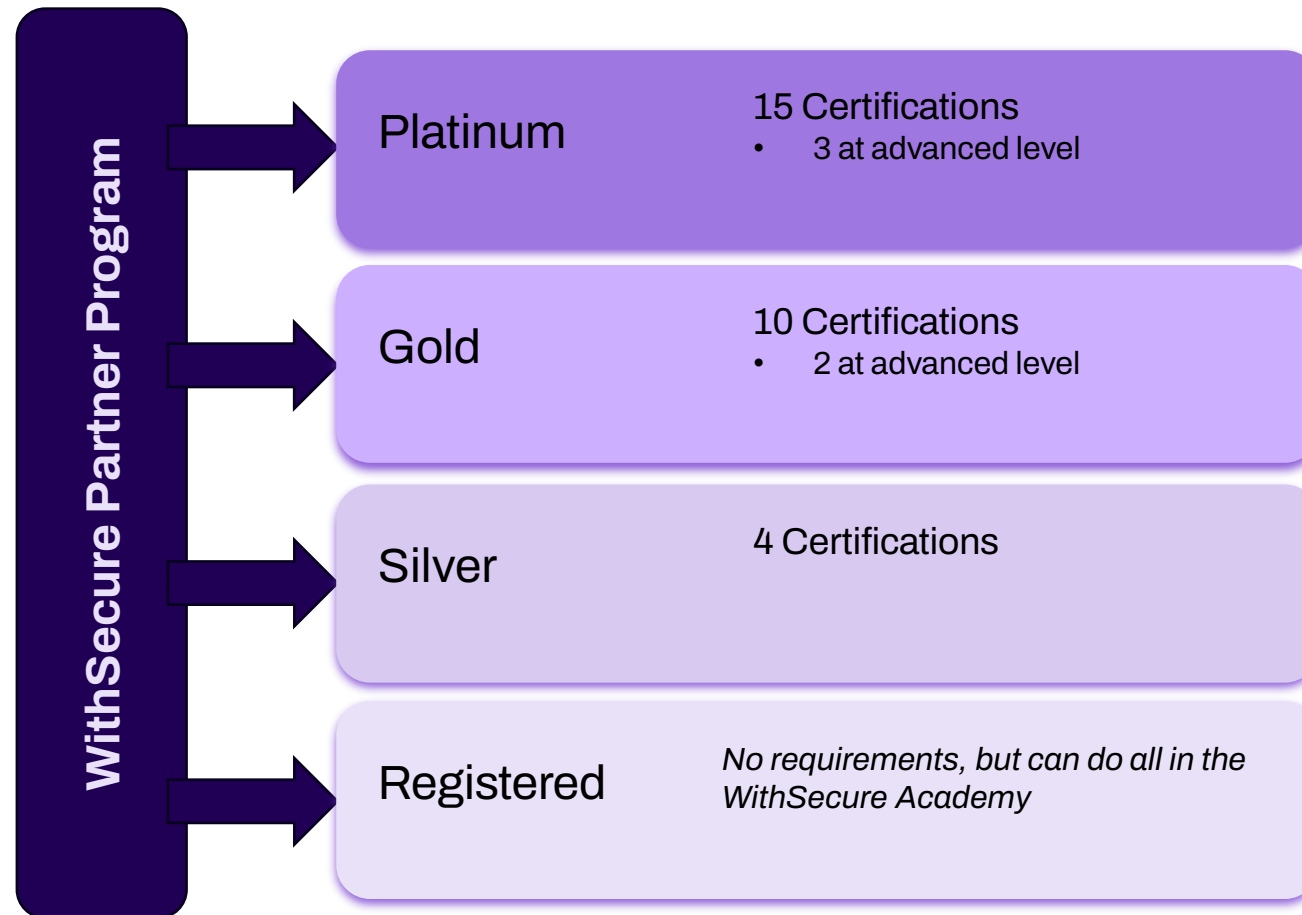 WithSecure Partner Program
Platinum
15 Certifications
• 3 at advanced level
Gold
10 Certifications
• 2 at advanced level
Silver
4 Certifications
Registered
No requirements, but can do all in the
WithSecure Academy